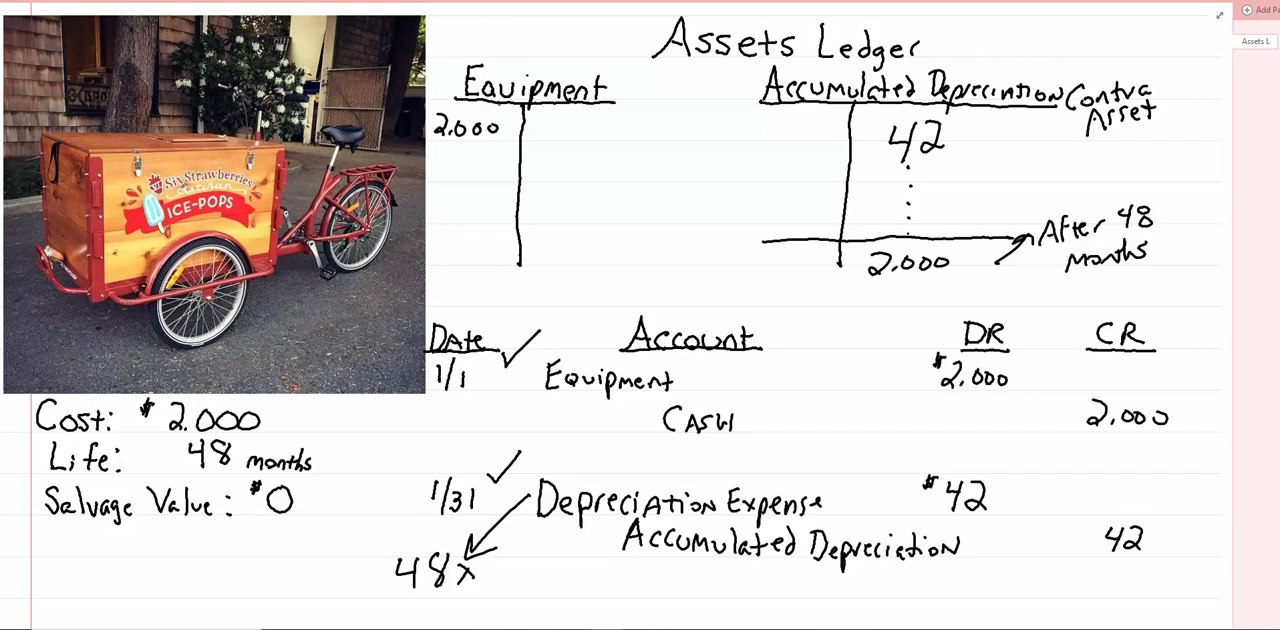 Add Pa
Assets L
Assets Ledger
Equipment
2.000
Accumulated Depreciation
Contra
Asset
42
After 48
Months
2.000
Six Strawberries
Artisan
ICE-POPS
Date
Account
DR
CR
1/1
Equipment
$2.000
Cash
2.000
Cost: $2.000
Life: 48 months
Salvage Value: $0
1/31
Depreciation Expense
$42
Accumulated Depreciation
42
48x